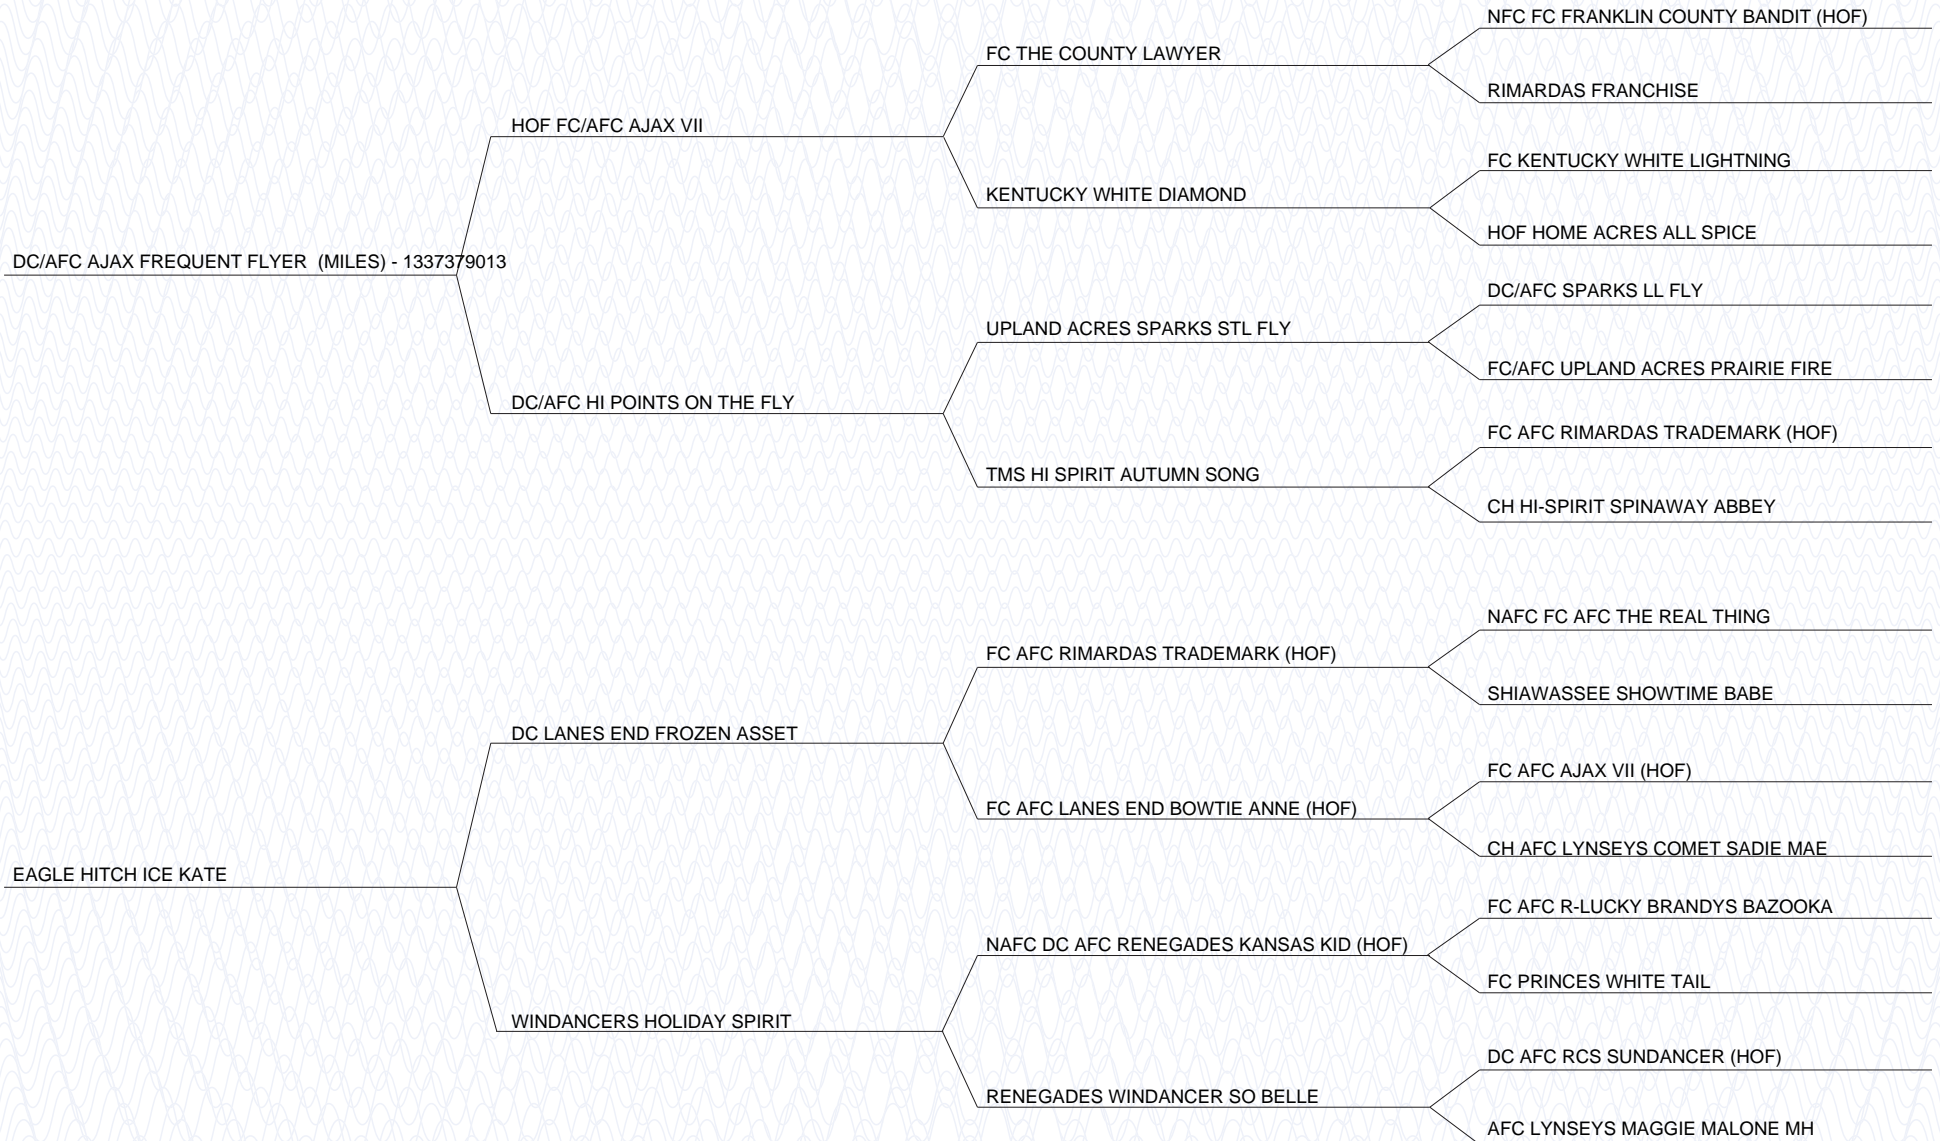 NFC FC FRANKLIN COUNTY BANDIT (HOF)
FC THE COUNTY LAWYER
RIMARDAS FRANCHISE
HOF FC/AFC AJAX VII
FC KENTUCKY WHITE LIGHTNING
KENTUCKY WHITE DIAMOND
HOF HOME ACRES ALL SPICE
DC/AFC AJAX FREQUENT FLYER (MILES) - 1337379013
DC/AFC SPARKS LL FLY
UPLAND ACRES SPARKS STL FLY
FC/AFC UPLAND ACRES PRAIRIE FIRE
DC/AFC HI POINTS ON THE FLY
FC AFC RIMARDAS TRADEMARK (HOF)
TMS HI SPIRIT AUTUMN SONG
CH HI-SPIRIT SPINAWAY ABBEY
NAFC FC AFC THE REAL THING
FC AFC RIMARDAS TRADEMARK (HOF)
SHIAWASSEE SHOWTIME BABE
DC LANES END FROZEN ASSET
FC AFC AJAX VII (HOF)
FC AFC LANES END BOWTIE ANNE (HOF)
CH AFC LYNSEYS COMET SADIE MAE
EAGLE HITCH ICE KATE
FC AFC R-LUCKY BRANDYS BAZOOKA
NAFC DC AFC RENEGADES KANSAS KID (HOF)
FC PRINCES WHITE TAIL
WINDANCERS HOLIDAY SPIRIT
DC AFC RCS SUNDANCER (HOF)
RENEGADES WINDANCER SO BELLE
AFC LYNSEYS MAGGIE MALONE MH